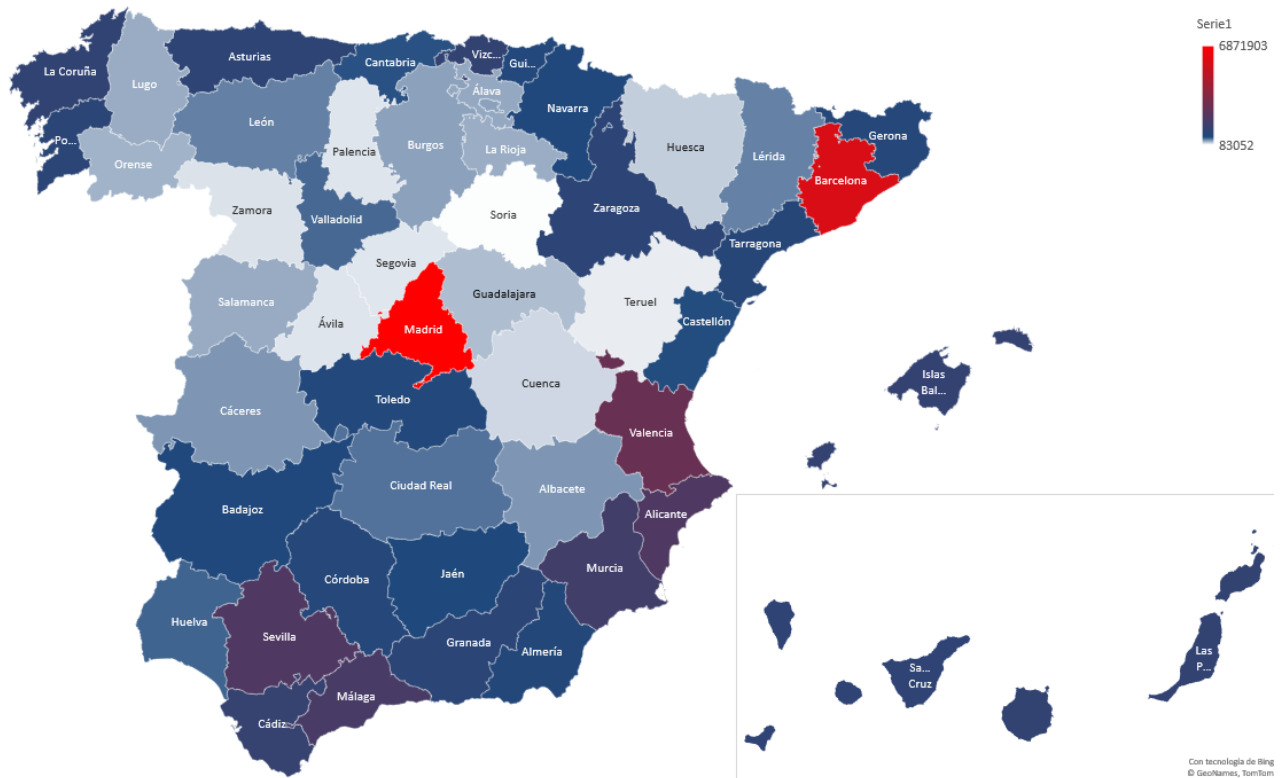 Serie1
6871903
83052
La Coruña
Lugo
Asturias
Cantabria
Vizc...
Gui...
Álava
Navarra
Po...
Orense
León
Palencia
Burgos
La Rioja
Huesca
Lérida
Gerona
Barcelona
Zamora
Valladolid
Soria
Zaragoza
Tarragona
Segovia
Salamanca
Ávila
Madrid
Guadalajara
Teruel
Castellón
Cáceres
Toledo
Cuenca
Valencia
Islas
Bal...
Badajoz
Ciudad Real
Albacete
Alicante
Huelva
Sevilla
Córdoba
Jaén
Murcia
Granada
Almería
Málaga
Cádiz
Sa...
Cruz
Las
P...
Con tecnología de Bing
© GeoNames, TomTom